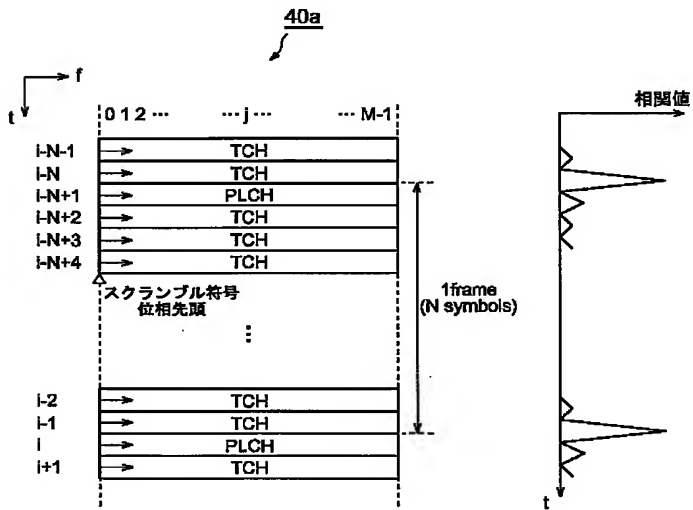 40a
f
t
0 1 2 ··· ··· j ··· ··· M-1
相関値
i-N-1 TCH
i-N TCH
i-N+1 PLCH
i-N+2 TCH
i-N+3 TCH
i-N+4 TCH
スクランブル符号
位相先頭
1frame
(N symbols)
⋮
i-2 TCH
i-1 TCH
i PLCH
i+1 TCH
t